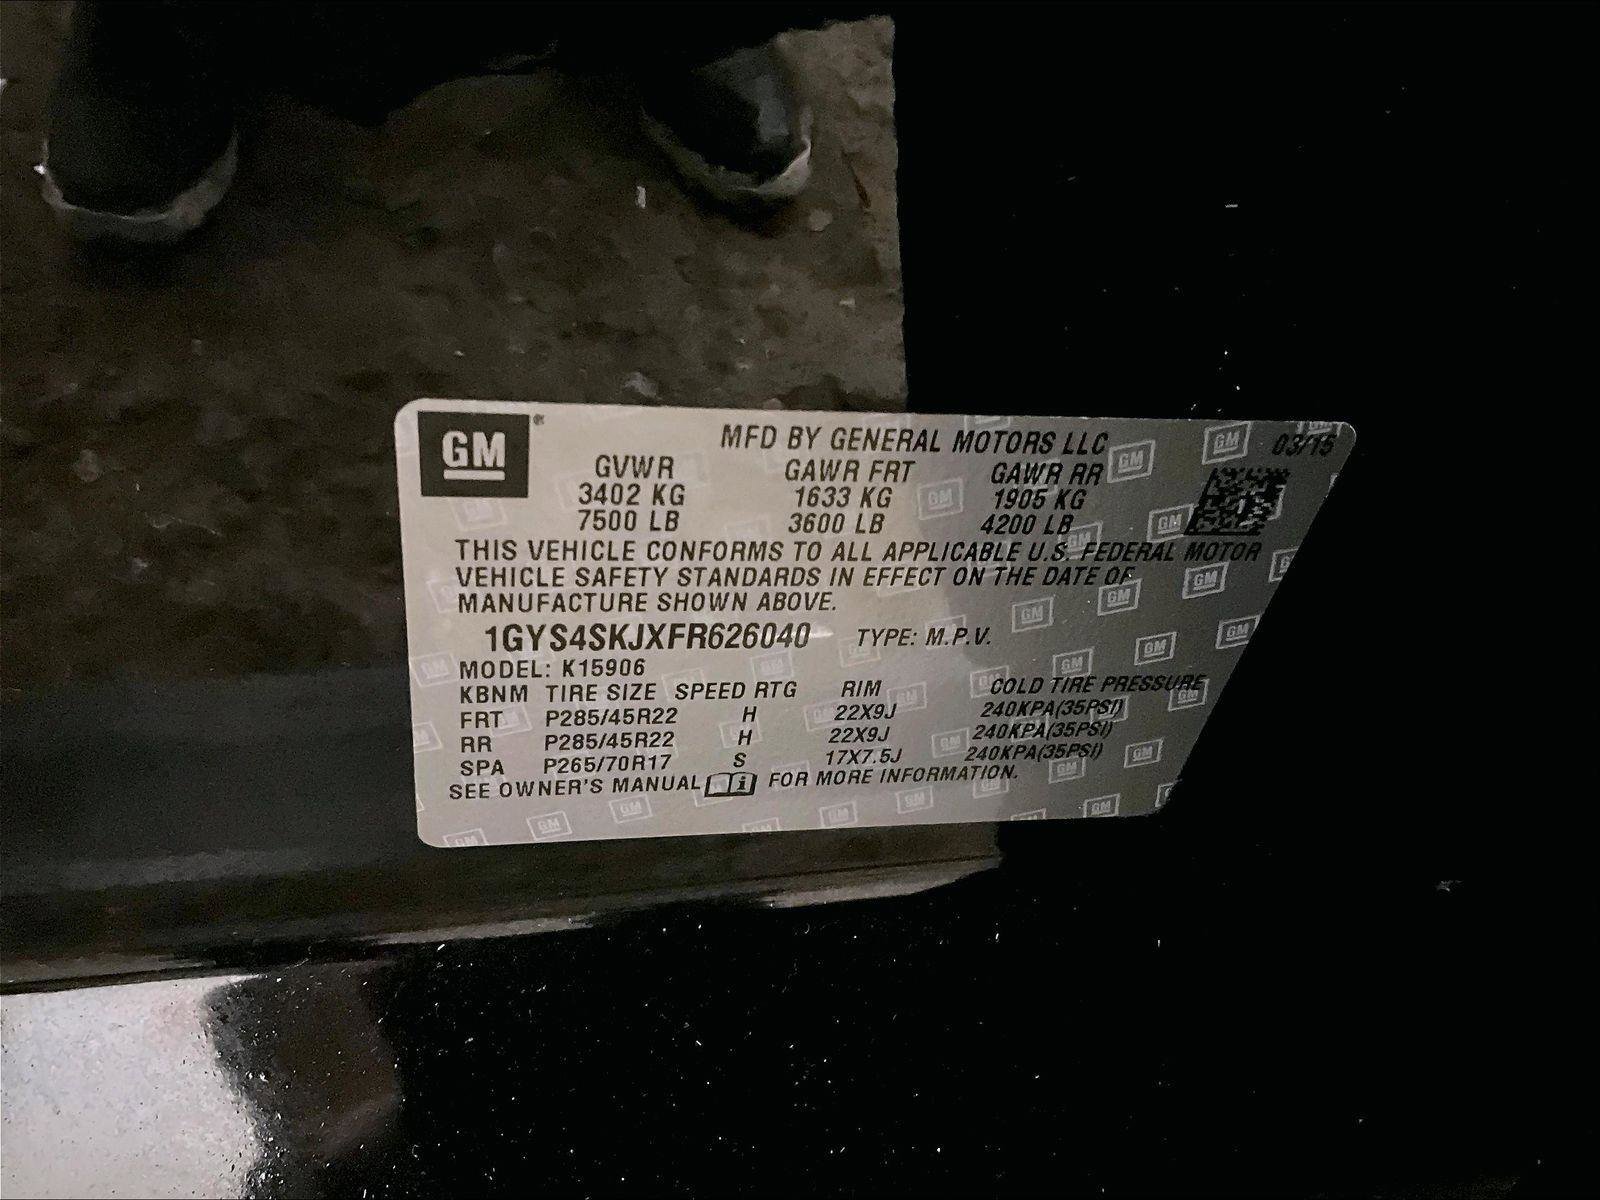 GM ®
MFD BY GENERAL MOTORS LLC 03/15
GVWR GAWR FRT GAWR RR
3402 KG 1633 KG 1905 KG
7500 LB 3600 LB 4200 LB
THIS VEHICLE CONFORMS TO ALL APPLICABLE U.S. FEDERAL MOTOR
VEHICLE SAFETY STANDARDS IN EFFECT ON THE DATE OF
MANUFACTURE SHOWN ABOVE.
1GYS4SKJXFR626040 TYPE: M.P.V.
MODEL: K15906
KBNM TIRE SIZE SPEED RTG RIM COLD TIRE PRESSURE
FRT P285/45R22 H 22X9J 240KPA(35PSI)
RR P285/45R22 H 22X9J 240KPA(35PSI)
SPA P265/70R17 S 17X7.5J 240KPA(35PSI)
SEE OWNER'S MANUAL FOR MORE INFORMATION.